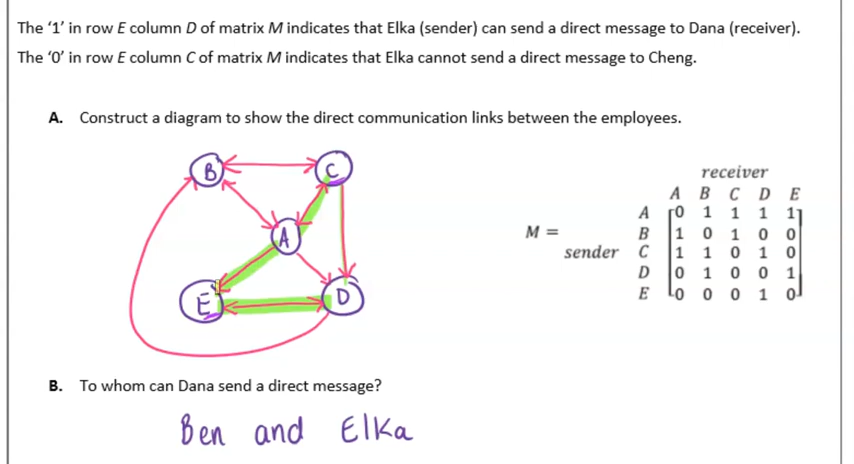 The '1' in row E column D of matrix M indicates that Elka (sender) can send a direct message to Dana (receiver).
The '0' in row E column C of matrix M indicates that Elka cannot send a direct message to Cheng.
A. Construct a diagram to show the direct communication links between the employees.
B
C
A
E
D
receiver
A B C D E
A [0 1 1 1 1]
M = B [1 0 1 0 0]
sender C [1 1 0 1 0]
D [0 1 0 0 1]
E [0 0 0 1 0]
B. To whom can Dana send a direct message?
Ben and Elka